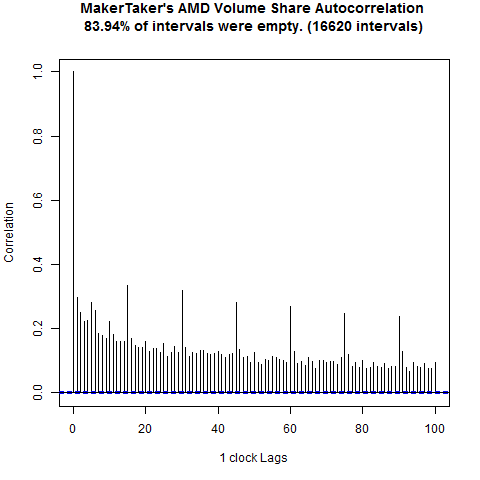 MakerTaker's AMD Volume Share Autocorrelation
83.94% of intervals were empty. (16620 intervals)
Correlation
1.0
0.8
0.6
0.4
0.2
0.0
0 20 40 60 80 100
1 clock Lags